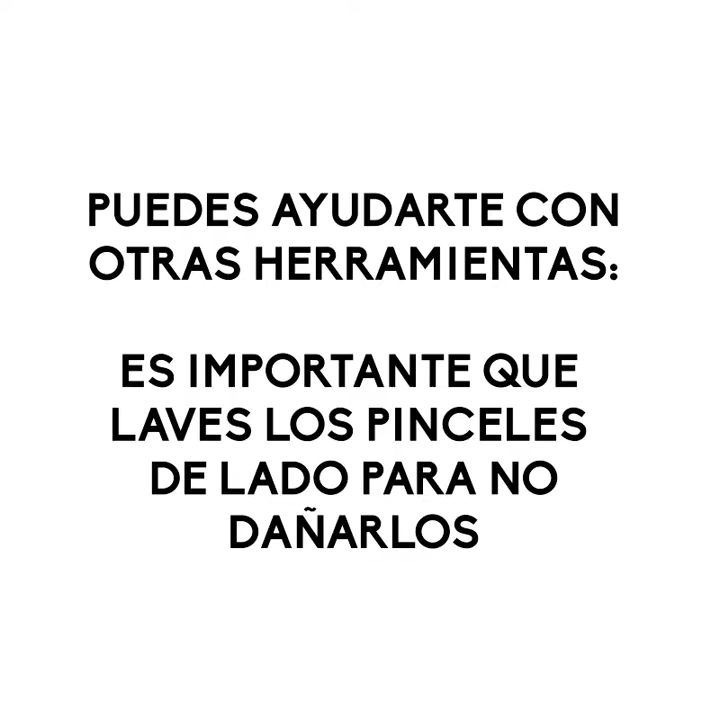 PUEDES AYUDARTE CON
OTRAS HERRAMIENTAS:
ES IMPORTANTE QUE
LAVES LOS PINCELES
DE LADO PARA NO
DAÑARLOS